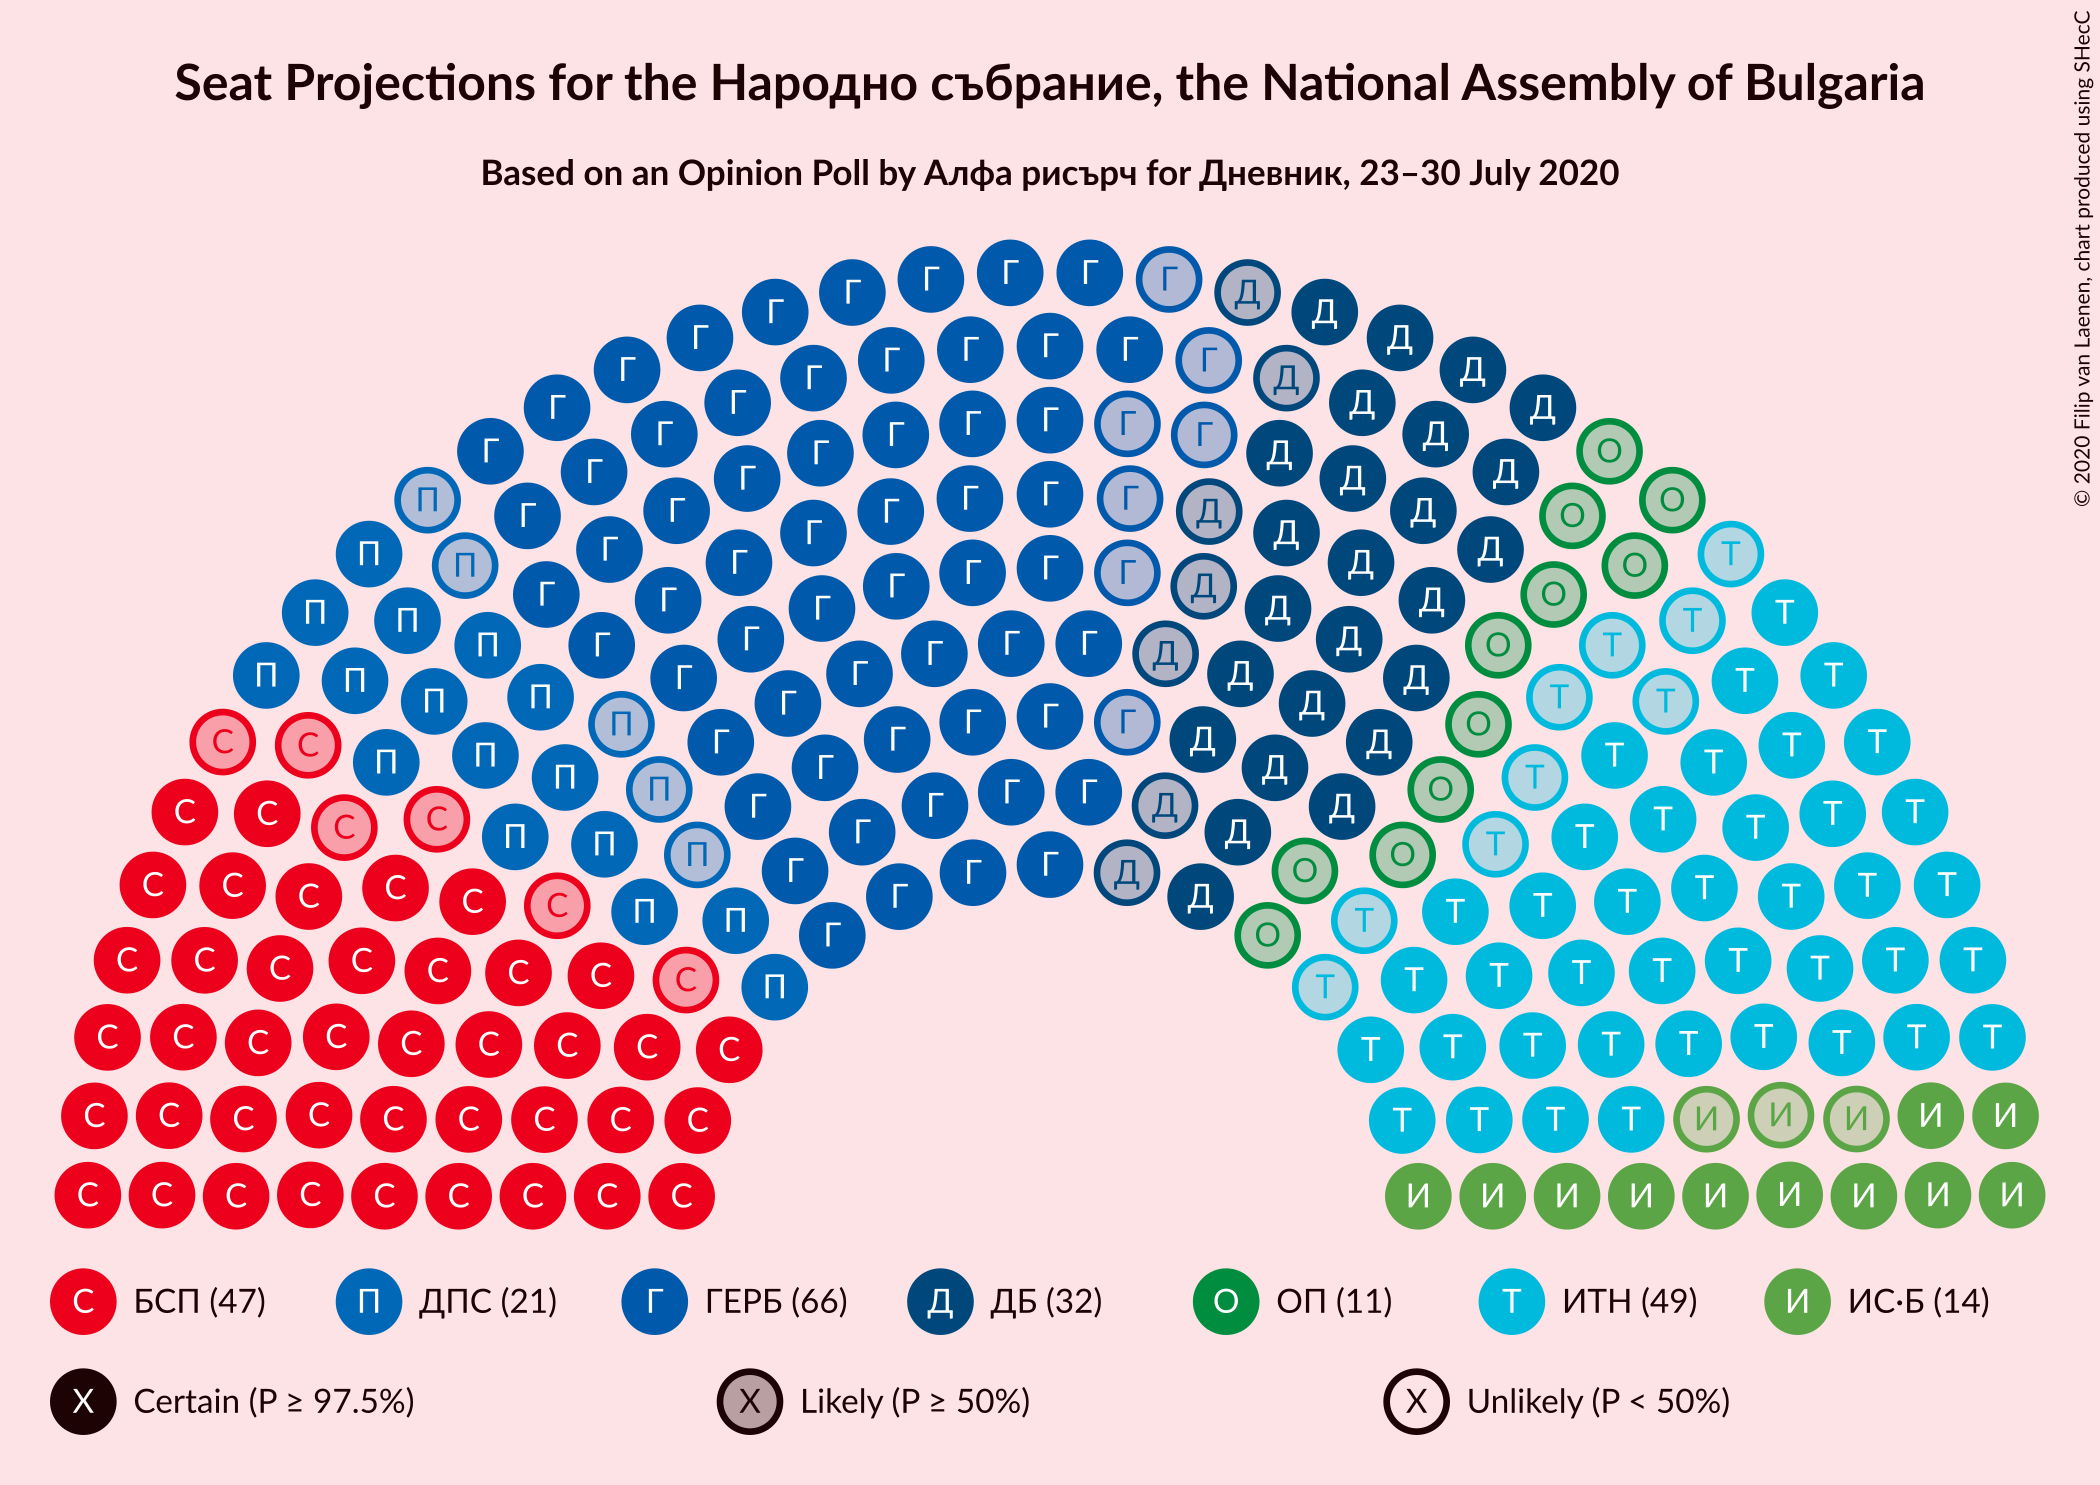 Seat Projections for the Народно събрание, the National Assembly of Bulgaria
Based on an Opinion Poll by Алфа рисърч for Дневник, 23–30 July 2020
© 2020 Filip van Laenen, chart produced using SHecC
С БСП (47) П ДПС (21) Г ГЕРБ (66) Д ДБ (32) О ОП (11) Т ИТН (49) И ИС·Б (14)
X Certain (P ≥ 97.5%) X Likely (P ≥ 50%) X Unlikely (P < 50%)